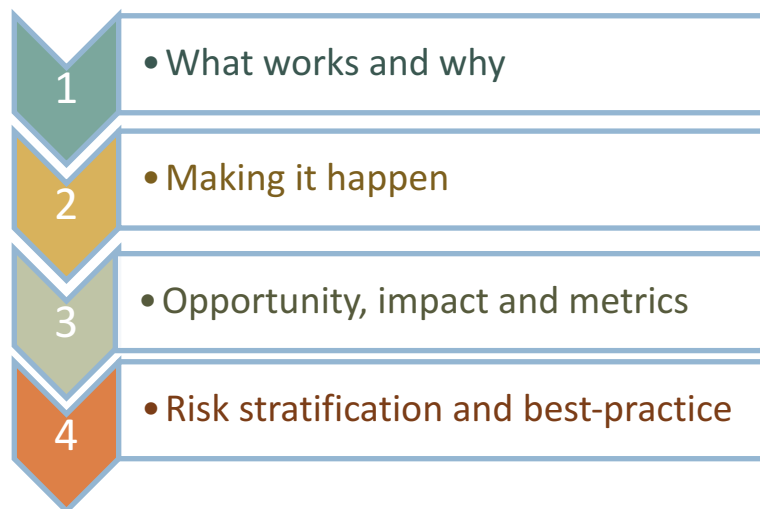 1
• What works and why
2
• Making it happen
3
• Opportunity, impact and metrics
4
• Risk stratification and best-practice